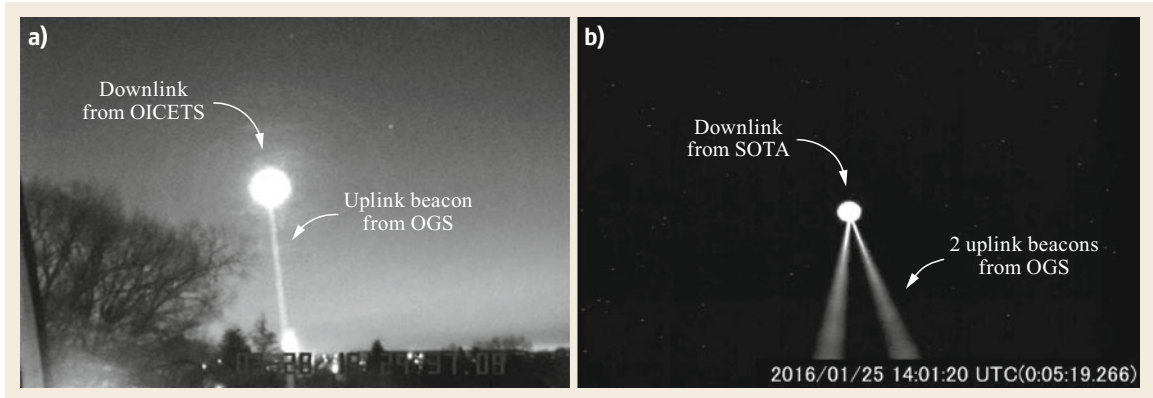 a)
Downlink
from OICETS
Uplink beacon
from OGS
b)
Downlink
from SOTA
2 uplink beacons
from OGS
2016/01/25 14:01:20 UTC(0:05:19.266)